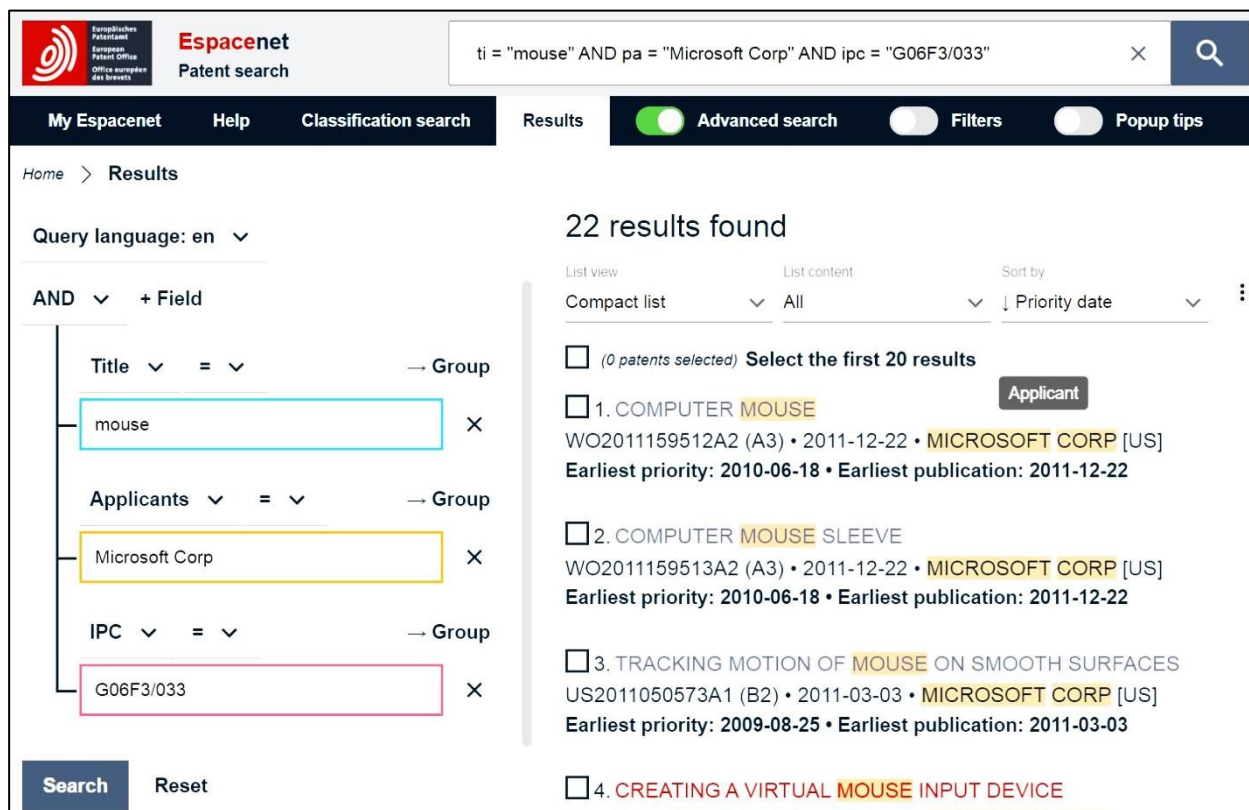 Europäisches
Patentamt
European
Patent Office
Office européen
des brevets
Espacenet
Patent search
ti = "mouse" AND pa = "Microsoft Corp" AND ipc = "G06F3/033"
My Espacenet Help Classification search Results Advanced search Filters Popup tips
Home > Results
Query language: en
AND + Field
Title = → Group
mouse ×
Applicants = → Group
Microsoft Corp ×
IPC = → Group
G06F3/033 ×
Search Reset
22 results found
List view List content Sort by
Compact list All ↓ Priority date
(0 patents selected) Select the first 20 results
Applicant
1. COMPUTER MOUSE
WO2011159512A2 (A3) • 2011-12-22 • MICROSOFT CORP [US]
Earliest priority: 2010-06-18 • Earliest publication: 2011-12-22
2. COMPUTER MOUSE SLEEVE
WO2011159513A2 (A3) • 2011-12-22 • MICROSOFT CORP [US]
Earliest priority: 2010-06-18 • Earliest publication: 2011-12-22
3. TRACKING MOTION OF MOUSE ON SMOOTH SURFACES
US2011050573A1 (B2) • 2011-03-03 • MICROSOFT CORP [US]
Earliest priority: 2009-08-25 • Earliest publication: 2011-03-03
4. CREATING A VIRTUAL MOUSE INPUT DEVICE